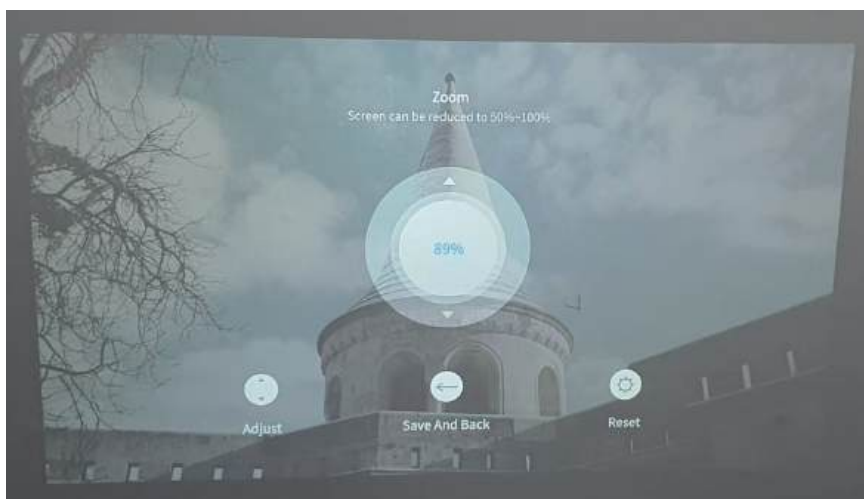 Zoom
Screen can be reduced to 50%~100%
89%
Adjust
Save And Back
Reset